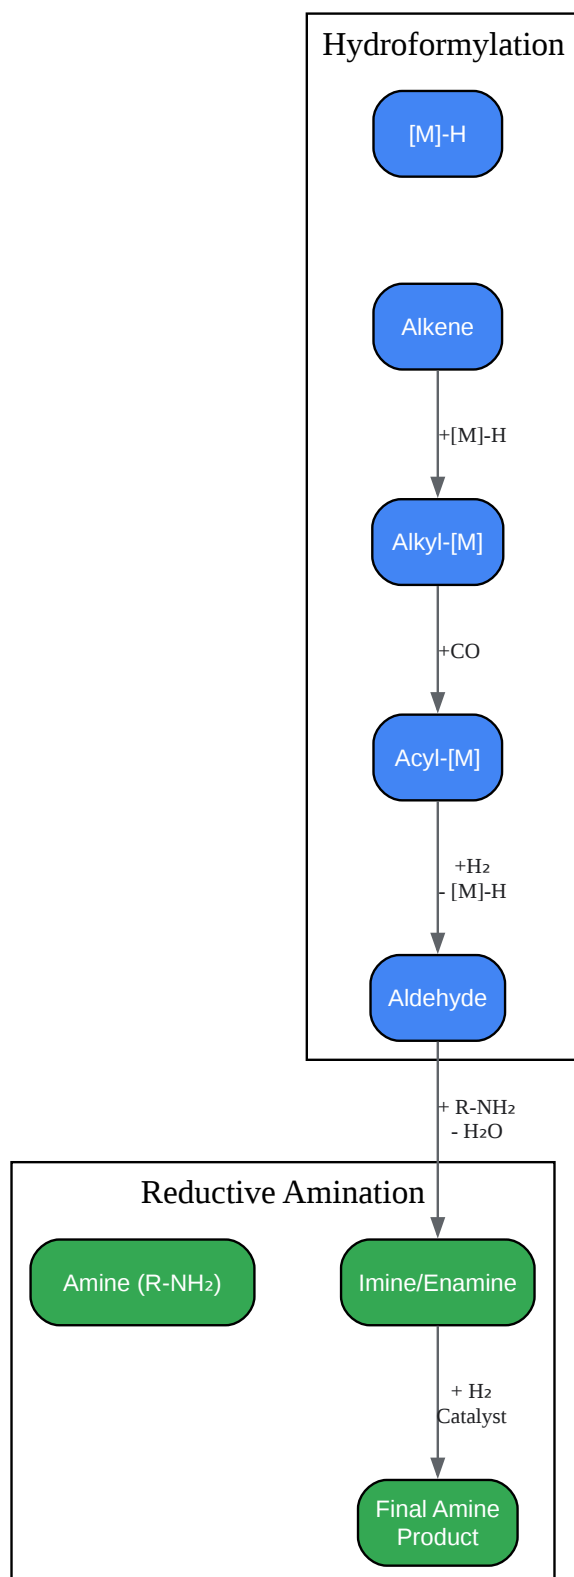 Hydroformylation
[M]-H
Alkene
+[M]-H
Alkyl-[M]
+CO
Acyl-[M]
+H₂
- [M]-H
Aldehyde
+ R-NH₂
- H₂O
Reductive Amination
Amine (R-NH₂)
Imine/Enamine
+ H₂
Catalyst
Final Amine
Product